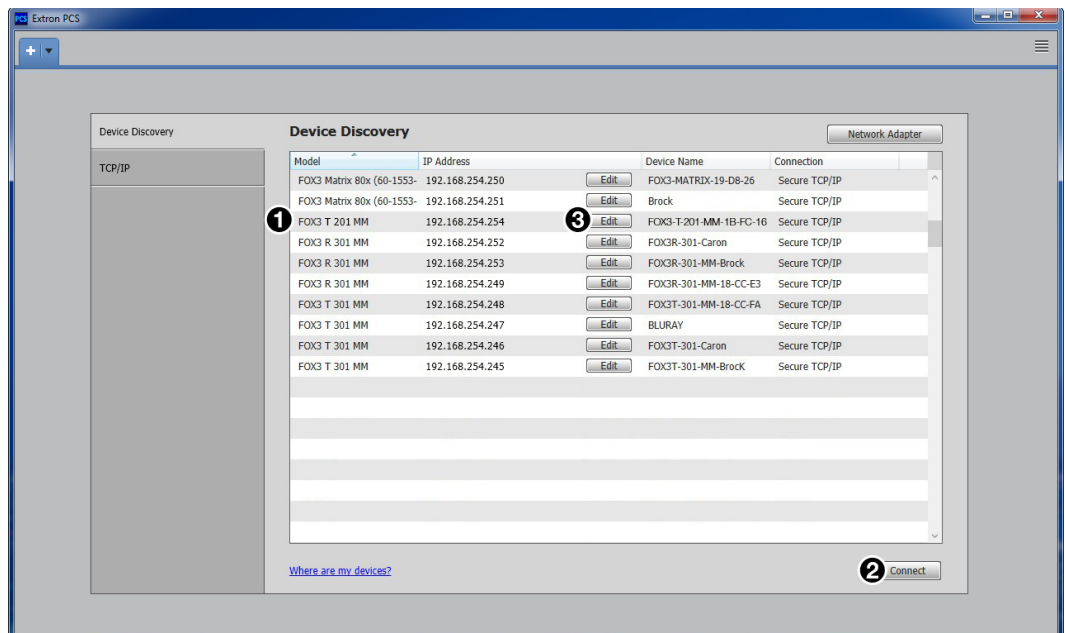 PCS Extron PCS
Device Discovery
TCP/IP
Device Discovery
Network Adapter
Model IP Address Device Name Connection
FOX3 Matrix 80x (60-1553- 192.168.254.250 Edit FOX3-MATRIX-19-D8-26 Secure TCP/IP
FOX3 Matrix 80x (60-1553- 192.168.254.251 Edit Brock Secure TCP/IP
1 FOX3 T 201 MM 192.168.254.254 3 Edit FOX3-T-201-MM-1B-FC-16 Secure TCP/IP
FOX3 R 301 MM 192.168.254.252 Edit FOX3R-301-Caron Secure TCP/IP
FOX3 R 301 MM 192.168.254.253 Edit FOX3R-301-MM-Brock Secure TCP/IP
FOX3 R 301 MM 192.168.254.249 Edit FOX3R-301-MM-18-CC-E3 Secure TCP/IP
FOX3 T 301 MM 192.168.254.248 Edit FOX3T-301-MM-18-CC-FA Secure TCP/IP
FOX3 T 301 MM 192.168.254.247 Edit BLURAY Secure TCP/IP
FOX3 T 301 MM 192.168.254.246 Edit FOX3T-301-Caron Secure TCP/IP
FOX3 T 301 MM 192.168.254.245 Edit FOX3T-301-MM-BrocK Secure TCP/IP
Where are my devices?
2 Connect